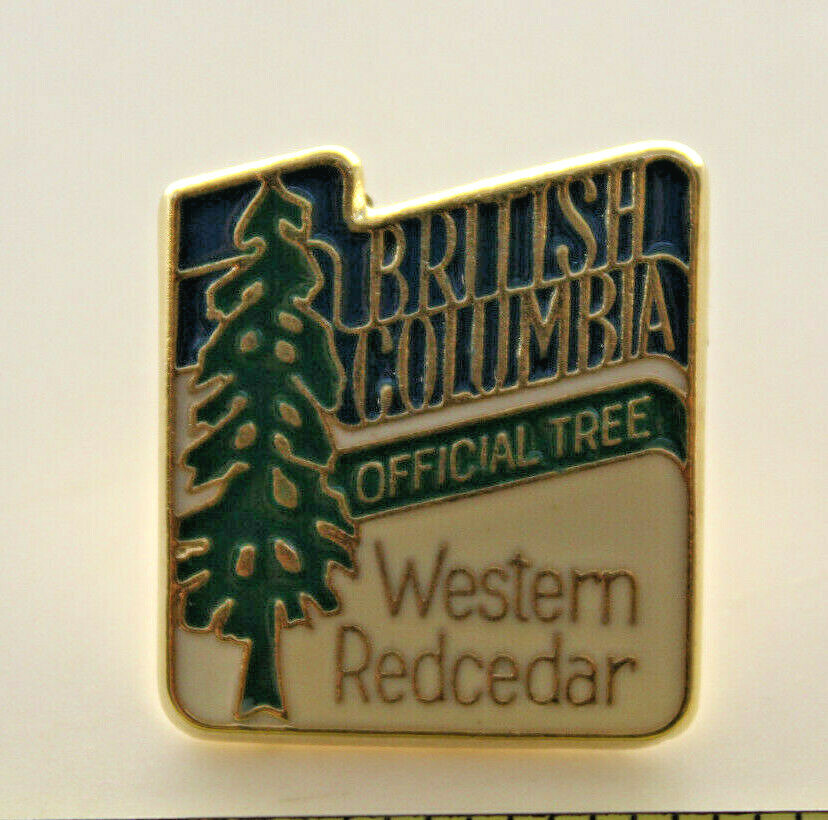 BRITISH
COLUMBIA
OFFICIAL TREE
Western
Redcedar